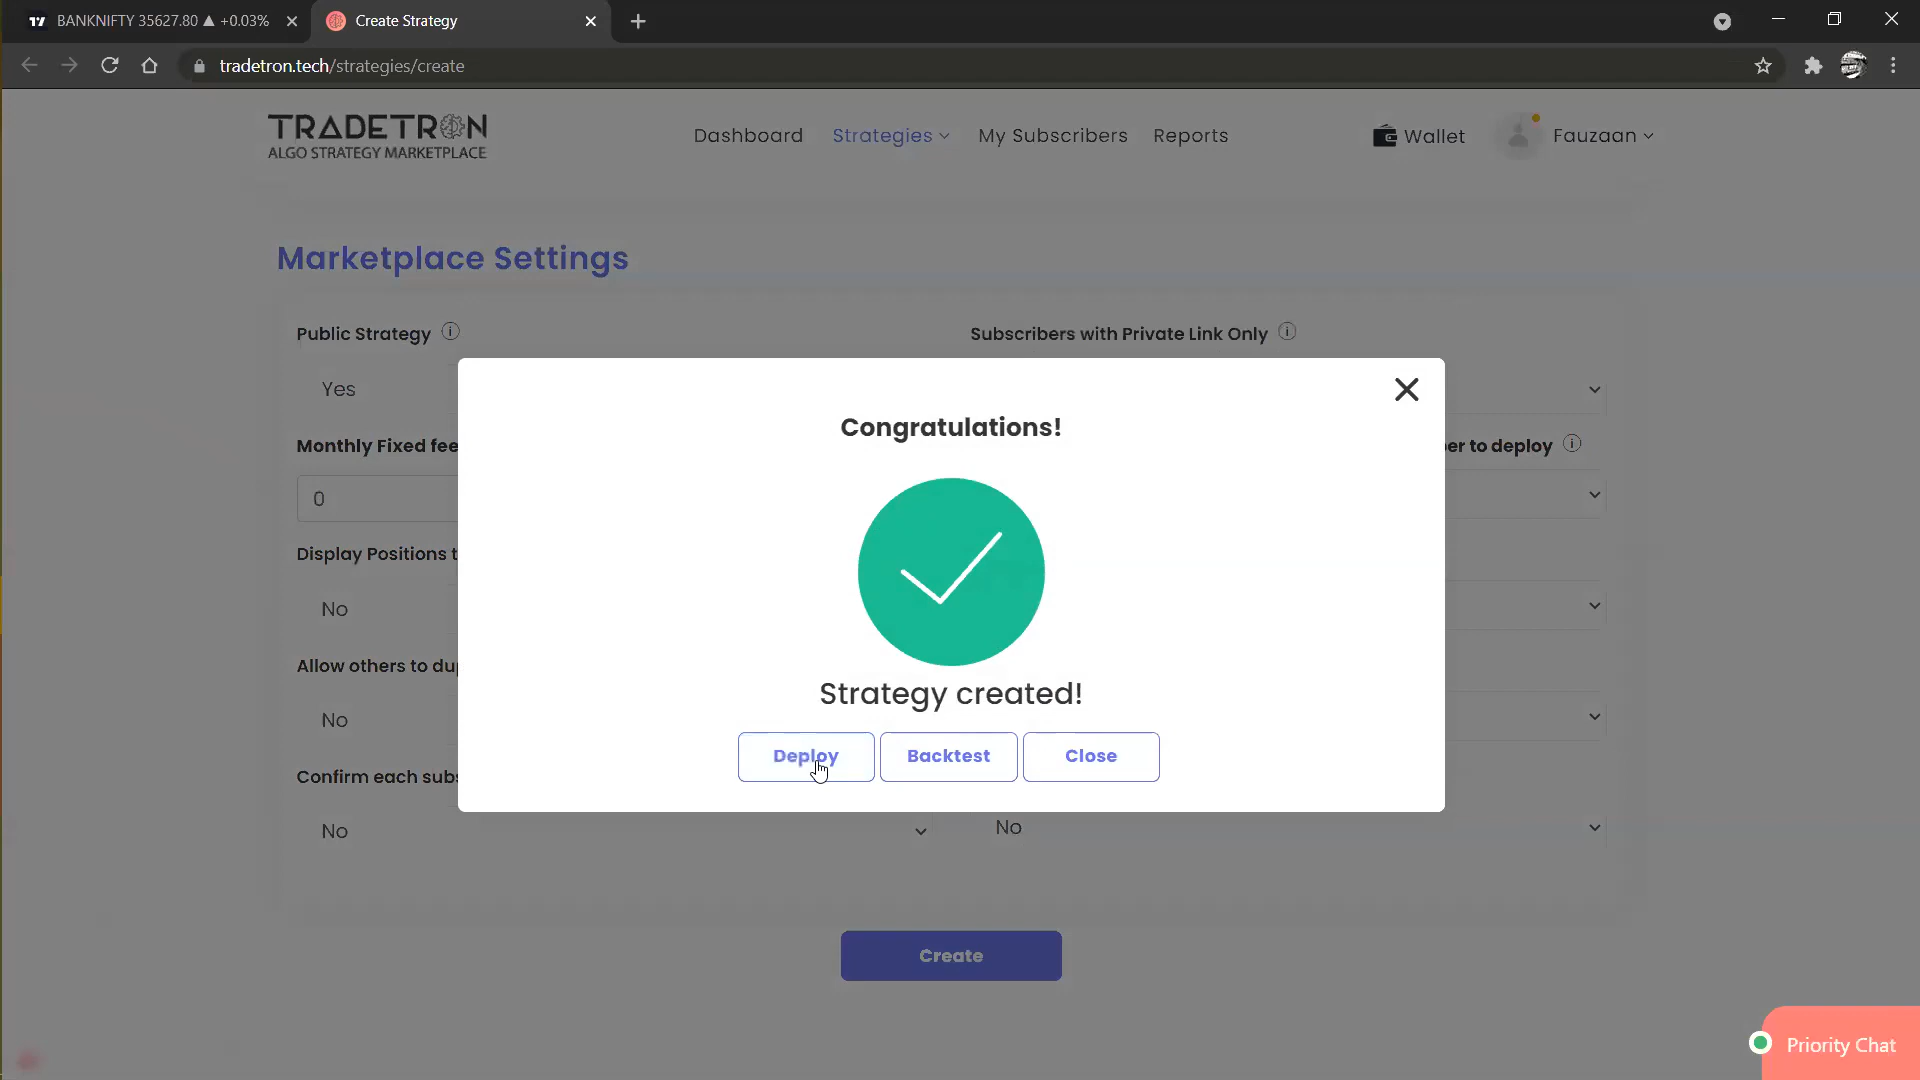 BANKNIFTY 35627.80 ▲ +0.03%
Create Strategy
tradetron.tech/strategies/create
TRADETRON
ALGO STRATEGY MARKETPLACE
Dashboard
Strategies
My Subscribers
Reports
Wallet
Fauzaan
Marketplace Settings
Public Strategy
Subscribers with Private Link Only
Yes
Monthly Fixed fee
er to deploy
0
Display Positions t
No
Allow others to du
No
Confirm each subs
No
No
Congratulations!
Strategy created!
Deploy
Backtest
Close
Create
Priority Chat